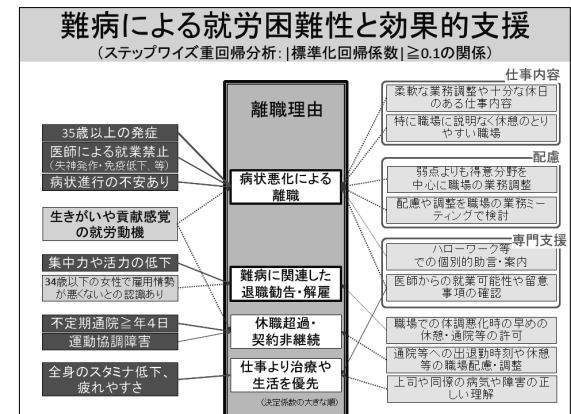 難病による就労困難性と効果的支援
(ステップワイズ重回帰分析:|標準化回帰係数|≧0.1の関係)
離職理由
35歳以上の発症
医師による就業禁止
(失神発作・免疫低下、等)
病状進行の不安あり
生きがいや貢献感覚
の就労動機
集中力や活力の低下
34歳以下の女性で雇用情勢
が悪くないとの認識あり
不定期通院≧年4日
運動協調障害
全身のスタミナ低下、
疲れやすさ
病状悪化による
離職
難病に関連した
退職勧告・解雇
休職超過・
契約非継続
仕事より治療や
生活を優先
(決定係数の大きな順)
仕事内容
柔軟な業務調整や十分な休日
のある仕事内容
特に職場に説明なく休憩のとり
やすい職場
配慮
弱点よりも得意分野を
中心に職場の業務調整
配慮や調整を職場の業務ミー
ティングで検討
専門支援
ハローワーク等
での個別的助言・案内
医師からの就業可能性や留意
事項の確認
職場での体調悪化時の早めの
休憩・通院等の許可
通院等への出退勤時刻や休憩
等の職場配慮・調整
上司や同僚の病気や障害の正
しい理解